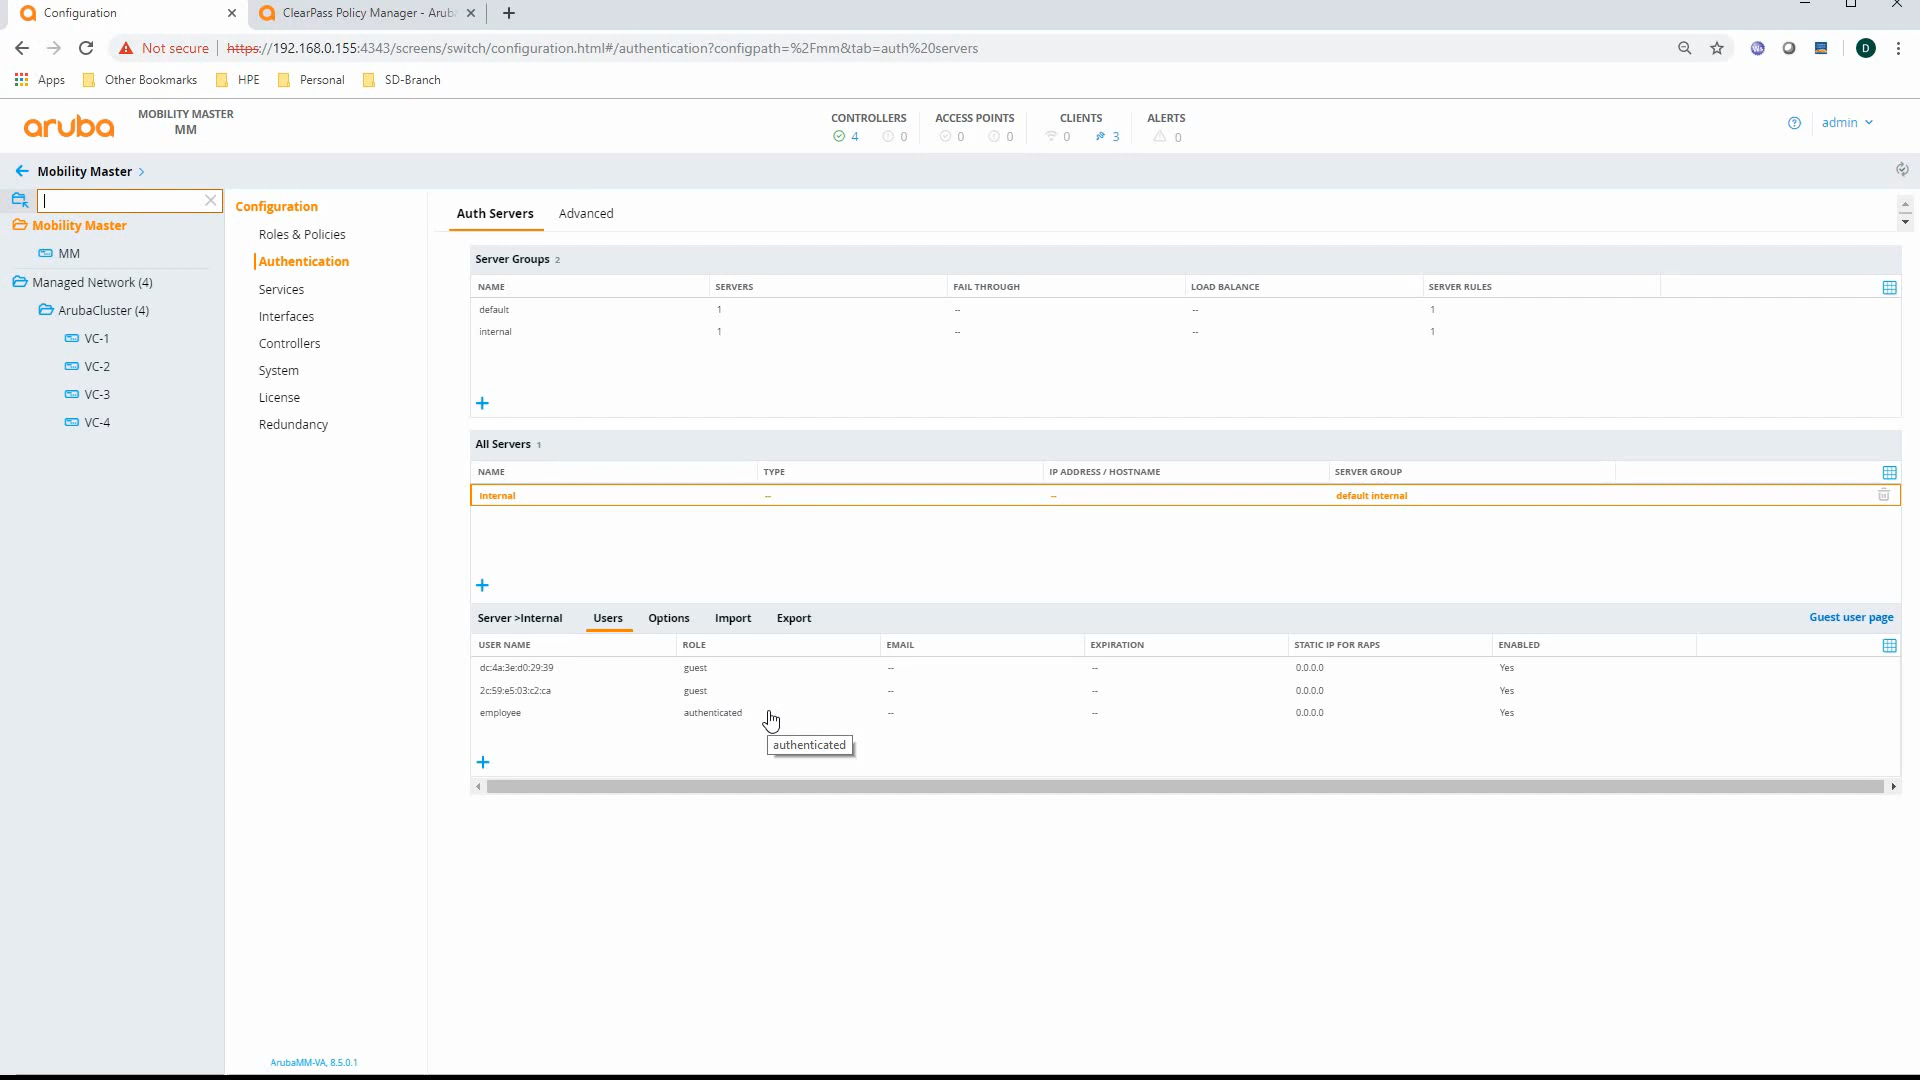 Configuration
ClearPass Policy Manager - Aruba
Not secure
https://192.168.0.155:4343/screens/switch/configuration.html#/authentication?configpath=%2Fmm&tab=auth%20servers
D
Apps
Other Bookmarks
HPE
Personal
SD-Branch
aruba
MOBILITY MASTER
MM
CONTROLLERS
4
0
ACCESS POINTS
0
0
CLIENTS
0
3
ALERTS
0
admin
Mobility Master
Mobility Master
MM
Managed Network (4)
ArubaCluster (4)
VC-1
VC-2
VC-3
VC-4
Configuration
Roles & Policies
Authentication
Services
Interfaces
Controllers
System
License
Redundancy
ArubaMM-VA, 8.5.0.1
Auth Servers
Advanced
Server Groups 2
NAME SERVERS FAIL THROUGH LOAD BALANCE SERVER RULES
default 1 -- -- 1
internal 1 -- -- 1
All Servers 1
NAME TYPE IP ADDRESS / HOSTNAME SERVER GROUP
Internal -- -- default internal
Server >Internal Users Options Import Export Guest user page
USER NAME ROLE EMAIL EXPIRATION STATIC IP FOR RAPS ENABLED
dc:4a:3e:d0:29:39 guest -- -- 0.0.0.0 Yes
2c:59:e5:03:c2:ca guest -- -- 0.0.0.0 Yes
employee authenticated -- -- 0.0.0.0 Yes
authenticated